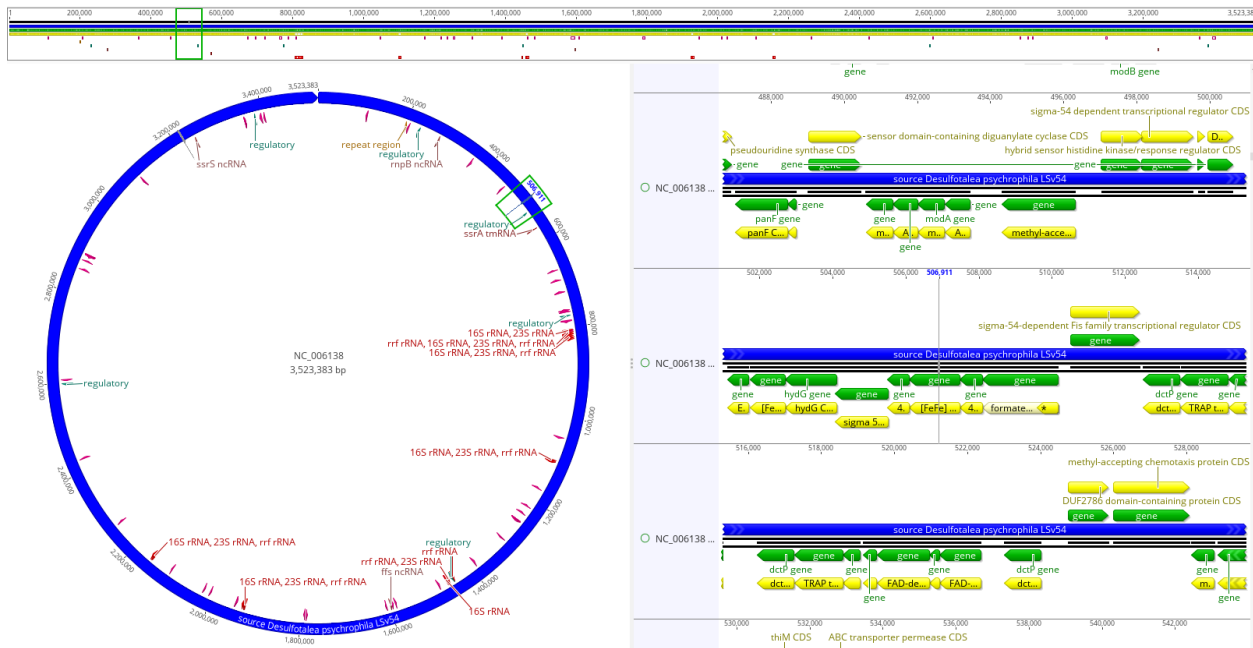 1 200,000 400,000 600,000 800,000 1,000,000 1,200,000 1,400,000 1,600,000 1,800,000 2,000,000 2,200,000 2,400,000 2,600,000 2,800,000 3,000,000 3,200,000 3,523,383
3,523,383
3,400,000
200,000
3,200,000
regulatory
repeat region
regulatory
rnpB ncRNA
ssrS ncRNA
400,000
3,000,000
506,911
regulatory
ssrA tmRNA
600,000
2,800,000
800,000
regulatory
16S rRNA, 23S rRNA
rrf rRNA, 16S rRNA, 23S rRNA, rrf rRNA
16S rRNA, 23S rRNA, rrf rRNA
NC_006138
3,523,383 bp
2,600,000
regulatory
1,000,000
16S rRNA, 23S rRNA, rrf rRNA
2,400,000
1,200,000
2,200,000
16S rRNA, 23S rRNA, rrf rRNA
regulatory
rrf rRNA
rrf rRNA, 23S rRNA
ffs ncRNA
16S rRNA, 23S rRNA, rrf rRNA
1,400,000
16S rRNA
2,000,000
source Desulfotalea psychrophila LSv54
1,600,000
1,800,000
gene modB gene
488,000 490,000 492,000 494,000 496,000 498,000 500,000
sigma-54 dependent transcriptional regulator CDS
sensor domain-containing diguanylate cyclase CDS D..
pseudouridine synthase CDS hybrid sensor histidine kinase/response regulator CDS
gene gene gene
source Desulfotalea psychrophila LSv54
NC_006138 ...
gene gene
panF gene gene modA gene
panF C... m.. A.. m.. A.. methyl-acce...
gene
502,000 504,000 506,000 506,911 508,000 510,000 512,000 514,000
sigma-54-dependent Fis family transcriptional regulator CDS
gene
source Desulfotalea psychrophila LSv54
NC_006138 ...
gene gene gene gene gene
gene hydG gene gene gene gene dctP gene gene
E. [Fe... hydG C... 4. [FeFe] ... 4.. formate... * dct... TRAP t...
sigma 5...
516,000 518,000 520,000 522,000 524,000 526,000 528,000
methyl-accepting chemotaxis protein CDS
DUF2786 domain-containing protein CDS
gene gene
source Desulfotalea psychrophila LSv54
NC_006138 ...
gene gene gene
dctP gene gene gene dctP gene gene
dct... TRAP t... FAD-de... FAD-... dct... m.
gene gene
530,000 532,000 534,000 536,000 538,000 540,000 542,000
thiM CDS ABC transporter permease CDS